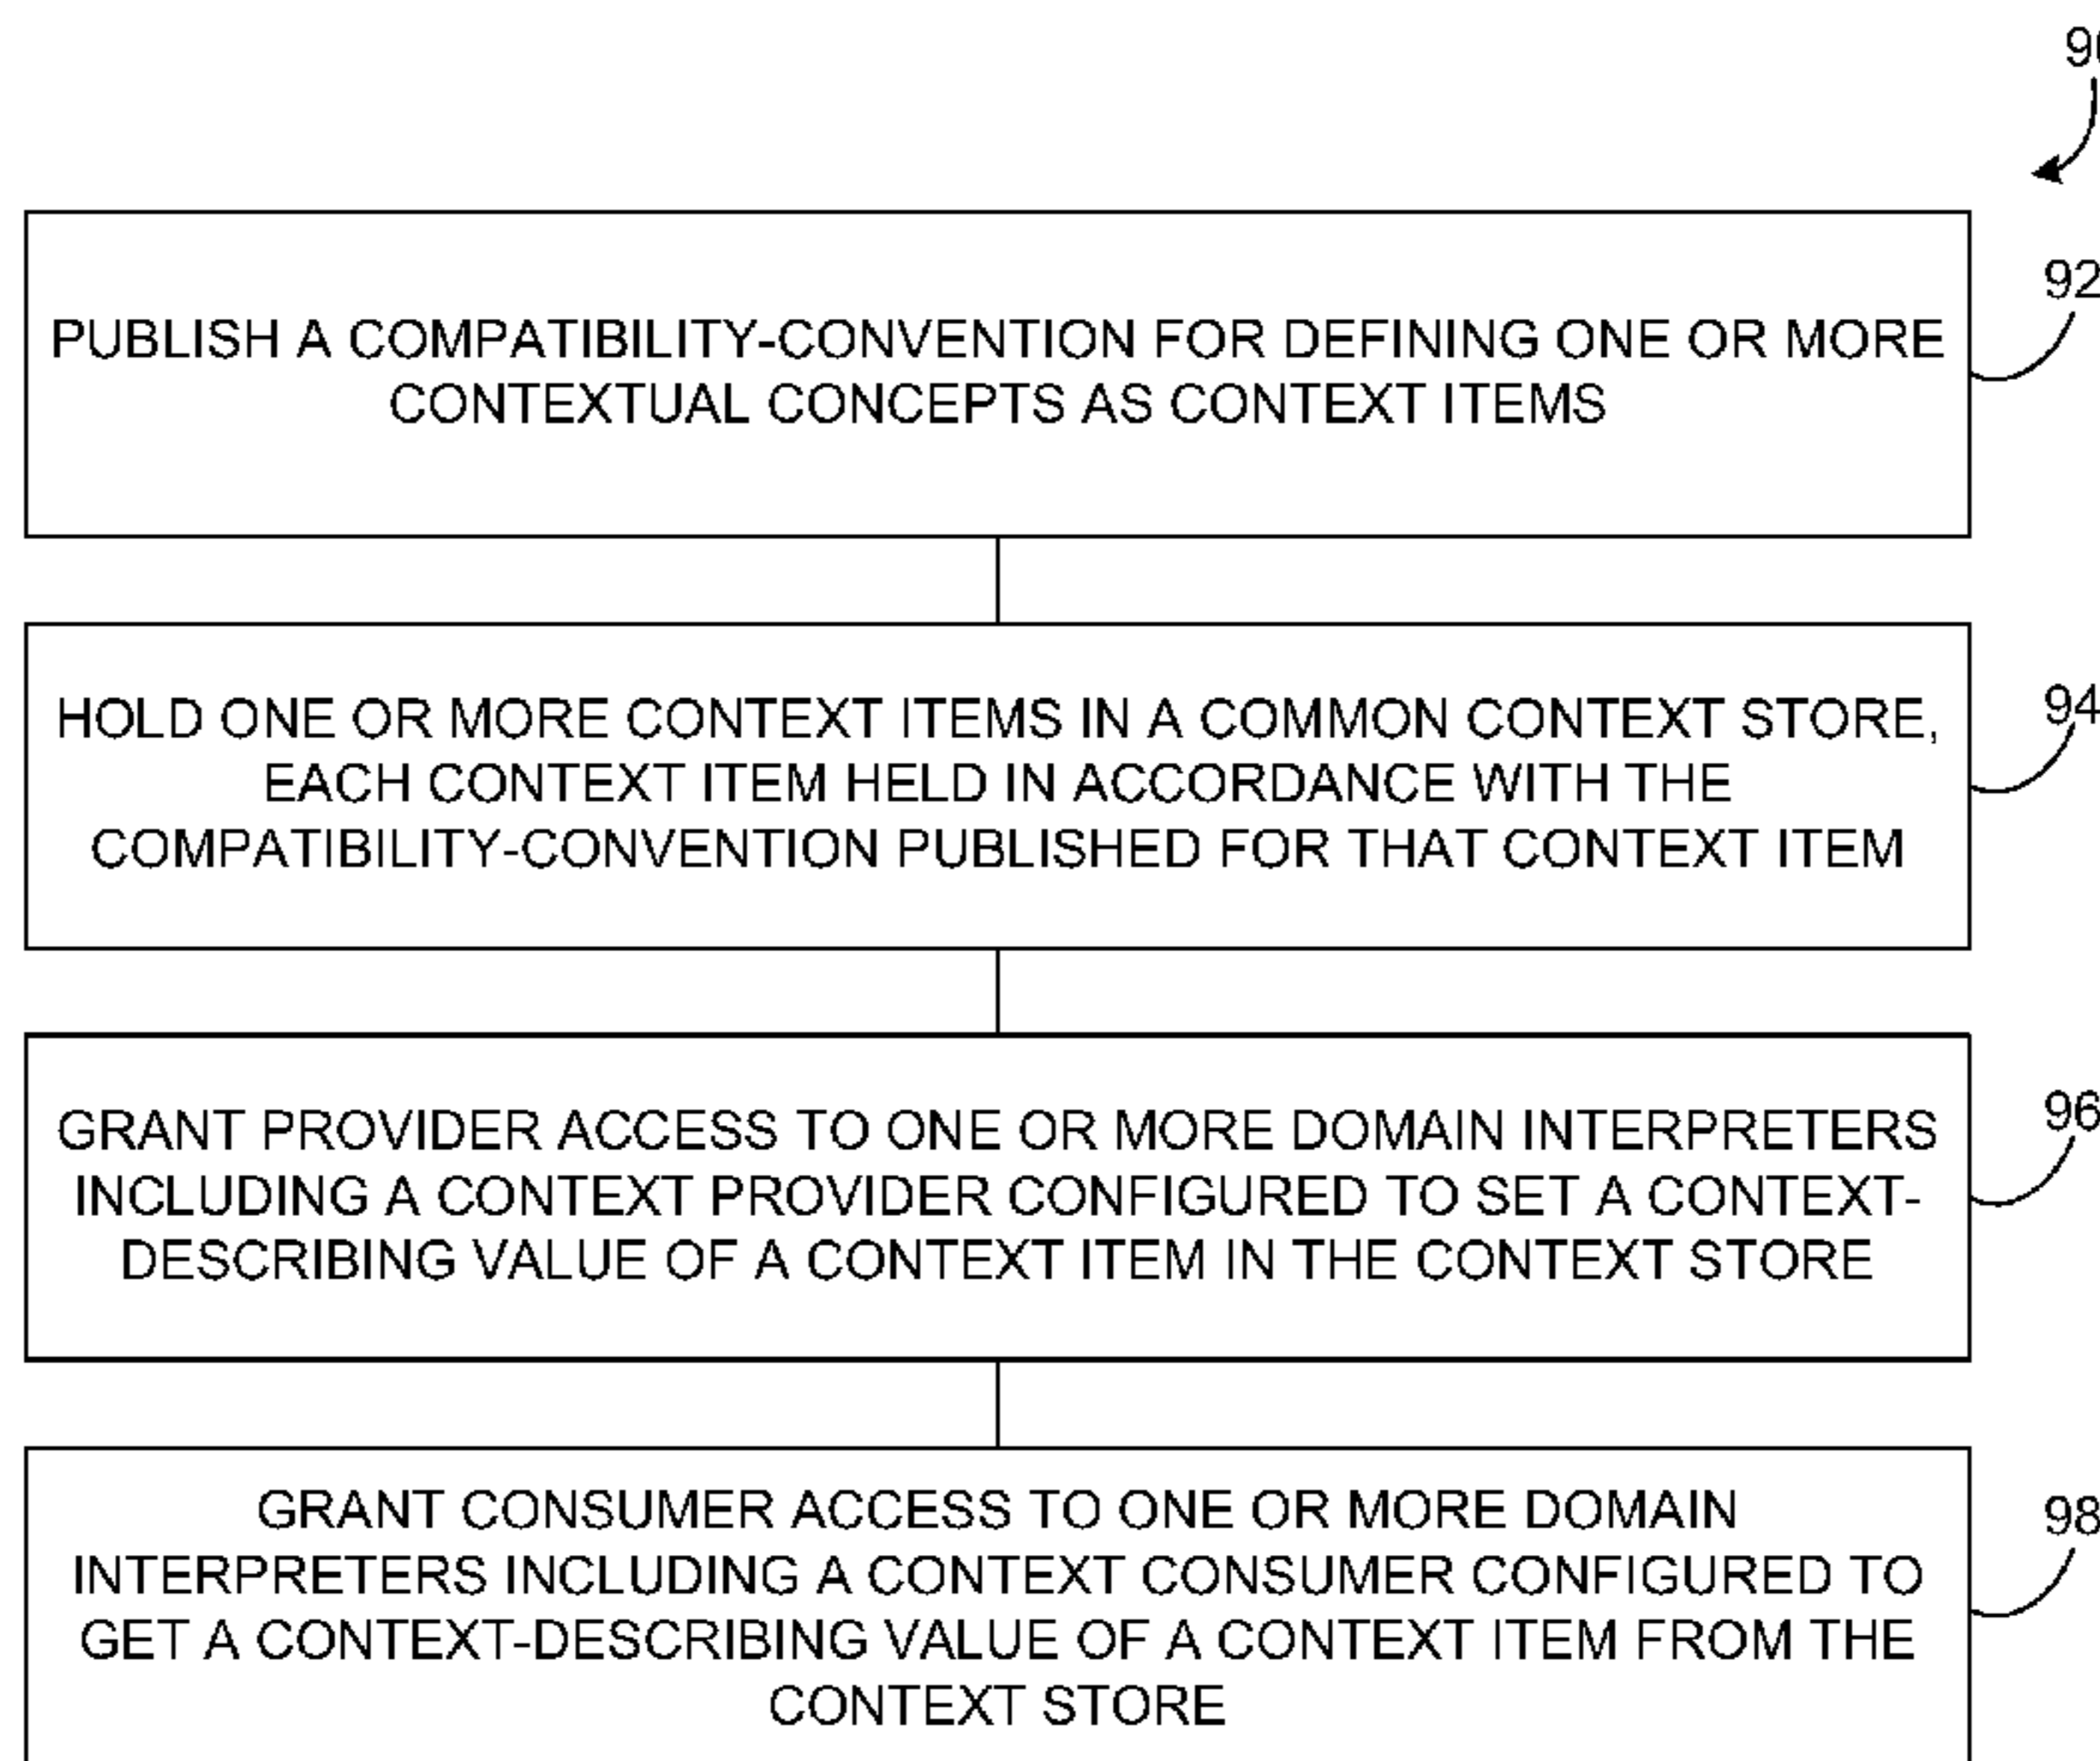 92
PUBLISH A COMPATIBILITY-CONVENTION FOR DEFINING ONE OR MORE
CONTEXTUAL CONCEPTS AS CONTEXT ITEMS
94
HOLD ONE OR MORE CONTEXT ITEMS IN A COMMON CONTEXT STORE,
EACH CONTEXT ITEM HELD IN ACCORDANCE WITH THE
COMPATIBILITY-CONVENTION PUBLISHED FOR THAT CONTEXT ITEM
96
GRANT PROVIDER ACCESS TO ONE OR MORE DOMAIN INTERPRETERS
INCLUDING A CONTEXT PROVIDER CONFIGURED TO SET A CONTEXT-
DESCRIBING VALUE OF A CONTEXT ITEM IN THE CONTEXT STORE
98
GRANT CONSUMER ACCESS TO ONE OR MORE DOMAIN
INTERPRETERS INCLUDING A CONTEXT CONSUMER CONFIGURED TO
GET A CONTEXT-DESCRIBING VALUE OF A CONTEXT ITEM FROM THE
CONTEXT STORE